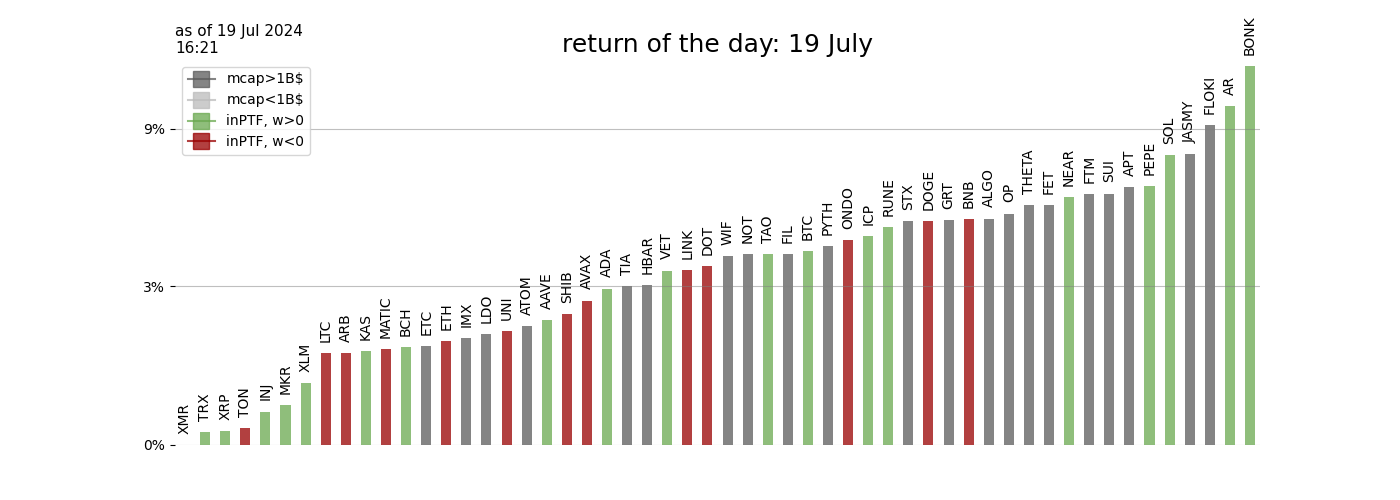 as of 19 Jul 2024
16:21
return of the day: 19 July
mcap>1B$
mcap<1B$
inPTF, w>0
inPTF, w<0
9%
3%
0%
XMR
TRX
XRP
TON
INJ
MKR
XLM
LTC
ARB
KAS
MATIC
BCH
ETC
ETH
IMX
LDO
UNI
ATOM
AAVE
SHIB
AVAX
ADA
TIA
HBAR
VET
LINK
DOT
WIF
NOT
TAO
FIL
BTC
PYTH
ONDO
ICP
RUNE
STX
DOGE
GRT
BNB
ALGO
OP
THETA
FET
NEAR
FTM
SUI
APT
PEPE
SOL
JASMY
FLOKI
AR
BONK